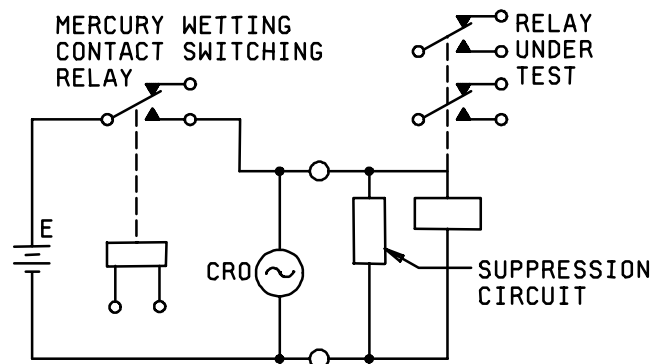 MERCURY WETTING
CONTACT SWITCHING
RELAY
RELAY
UNDER
TEST
E
CRO
SUPPRESSION
CIRCUIT